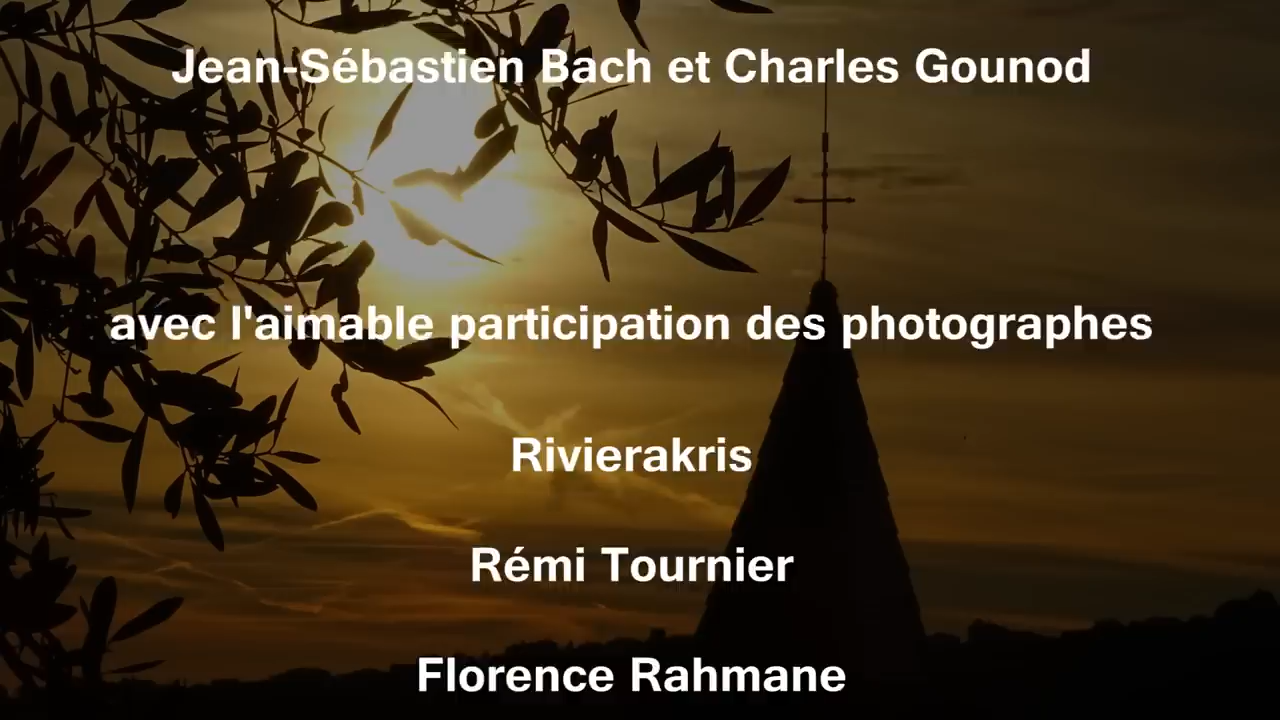 Jean-Sébastien Bach et Charles Gounod
avec l'aimable participation des photographes
Rivierakris
Rémi Tournier
Florence Rahmane